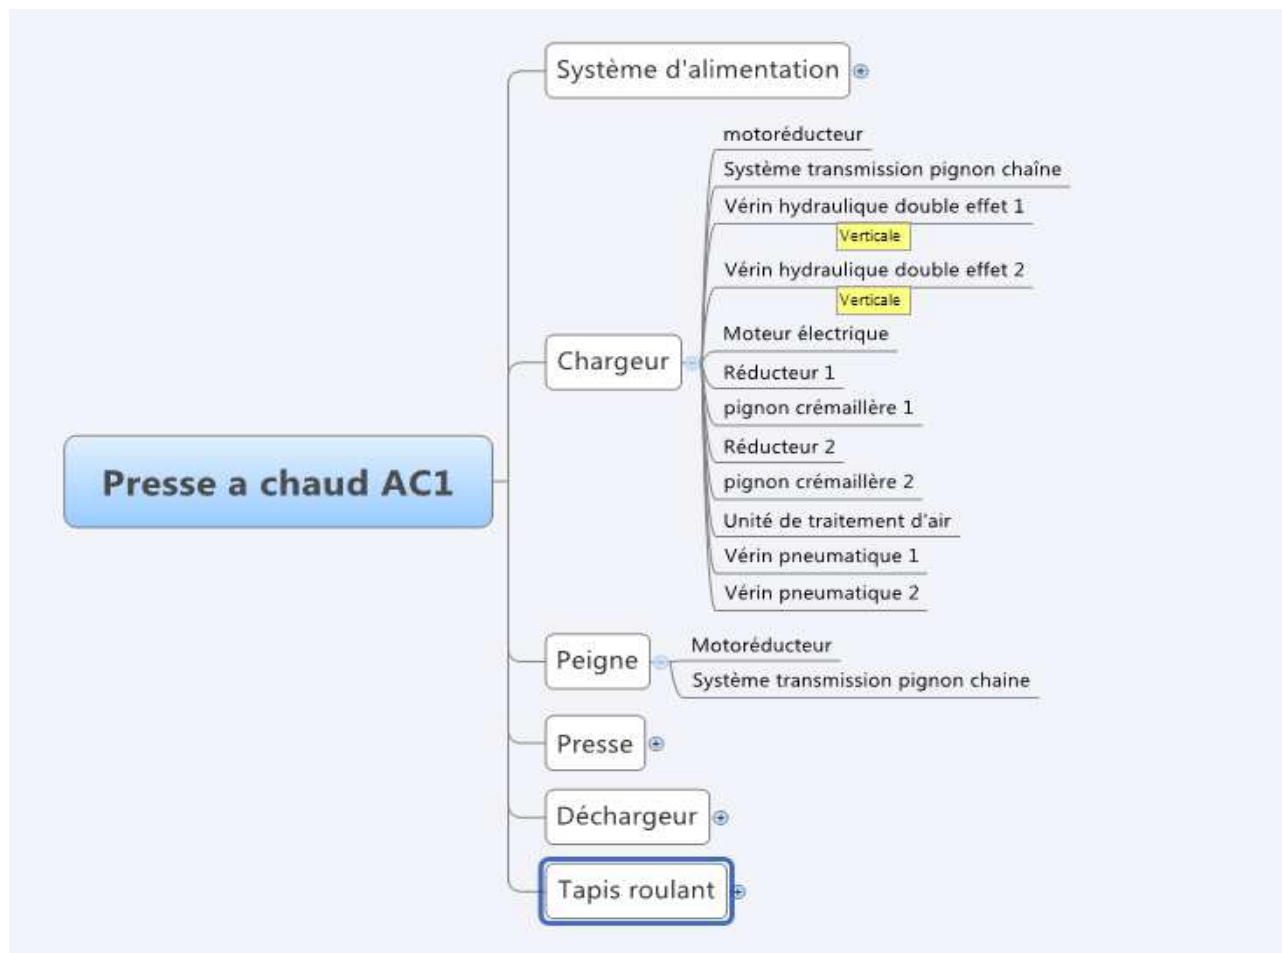 Système d'alimentation
motoréducteur
Système transmission pignon chaîne
Vérin hydraulique double effet 1
Verticale
Vérin hydraulique double effet 2
Verticale
Moteur électrique
Chargeur
Réducteur 1
pignon crémaillère 1
Réducteur 2
pignon crémaillère 2
Presse a chaud AC1
Unité de traitement d'air
Vérin pneumatique 1
Vérin pneumatique 2
Peigne
Motoréducteur
Système transmission pignon chaine
Presse
Déchargeur
Tapis roulant